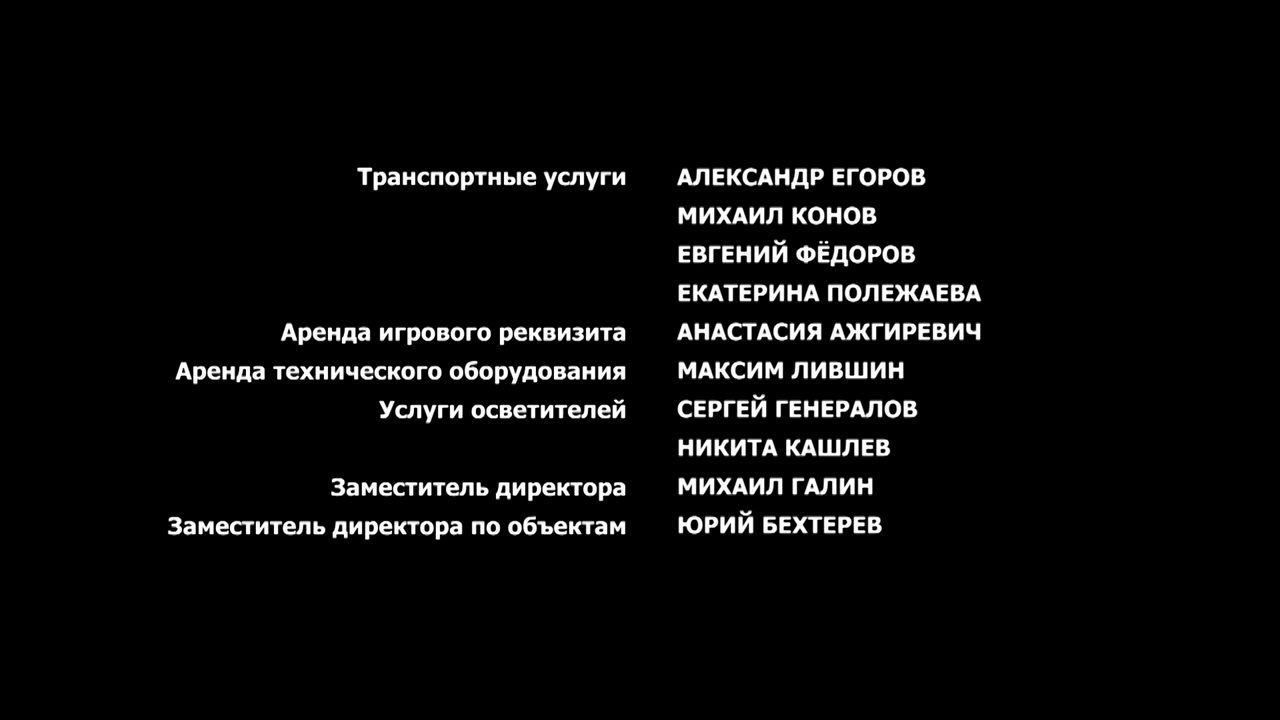 Транспортные услуги АЛЕКСАНДР ЕГОРОВ
МИХАИЛ КОНОВ
ЕВГЕНИЙ ФЁДОРОВ
ЕКАТЕРИНА ПОЛЕЖАЕВА
Аренда игрового реквизита АНАСТАСИЯ АЖГИРЕВИЧ
Аренда технического оборудования МАКСИМ ЛИВШИН
Услуги осветителей СЕРГЕЙ ГЕНЕРАЛОВ
НИКИТА КАШЛЕВ
Заместитель директора МИХАИЛ ГАЛИН
Заместитель директора по объектам ЮРИЙ БЕХТЕРЕВ